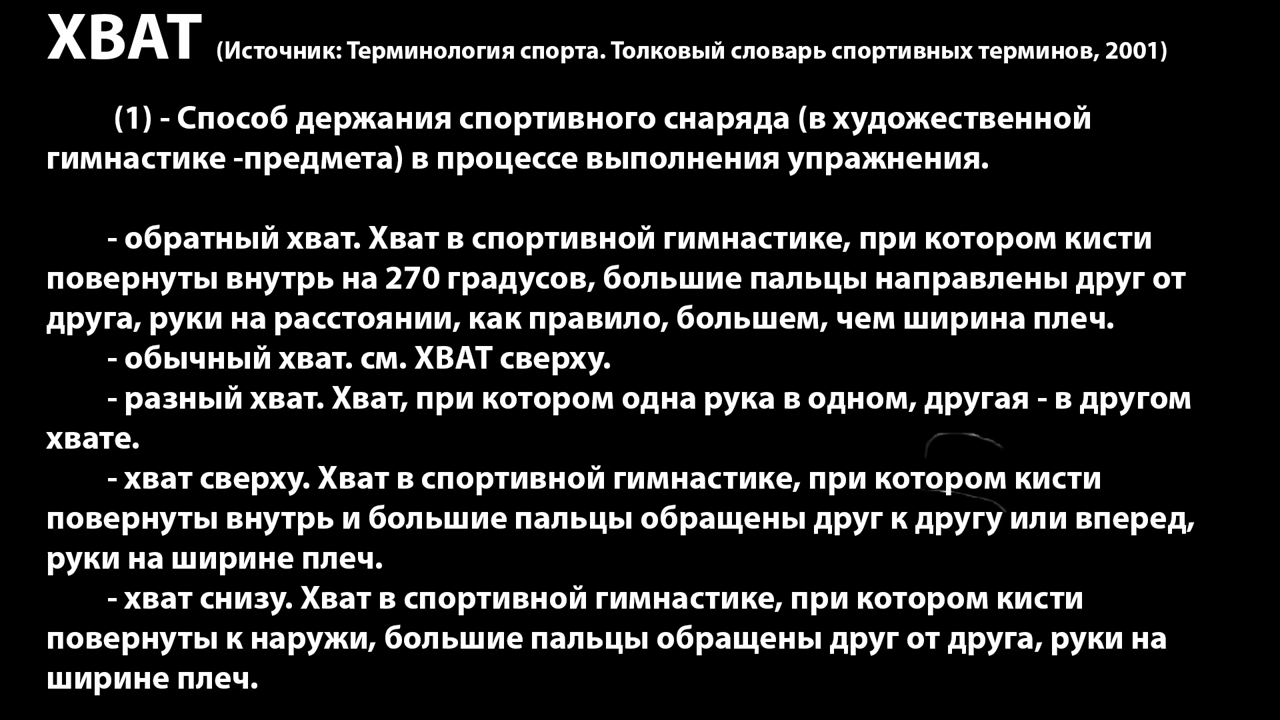 ХВАТ (Источник: Терминология спорта. Толковый словарь спортивных терминов, 2001)
(1) - Способ держания спортивного снаряда (в художественной
гимнастике -предмета) в процессе выполнения упражнения.
- обратный хват. Хват в спортивной гимнастике, при котором кисти
повернуты внутрь на 270 градусов, большие пальцы направлены друг от
друга, руки на расстоянии, как правило, большем, чем ширина плеч.
- обычный хват. см. ХВАТ сверху.
- разный хват. Хват, при котором одна рука в одном, другая - в другом
хвате.
- хват сверху. Хват в спортивной гимнастике, при котором кисти
повернуты внутрь и большие пальцы обращены друг к другу или вперед,
руки на ширине плеч.
- хват снизу. Хват в спортивной гимнастике, при котором кисти
повернуты к наружи, большие пальцы обращены друг от друга, руки на
ширине плеч.